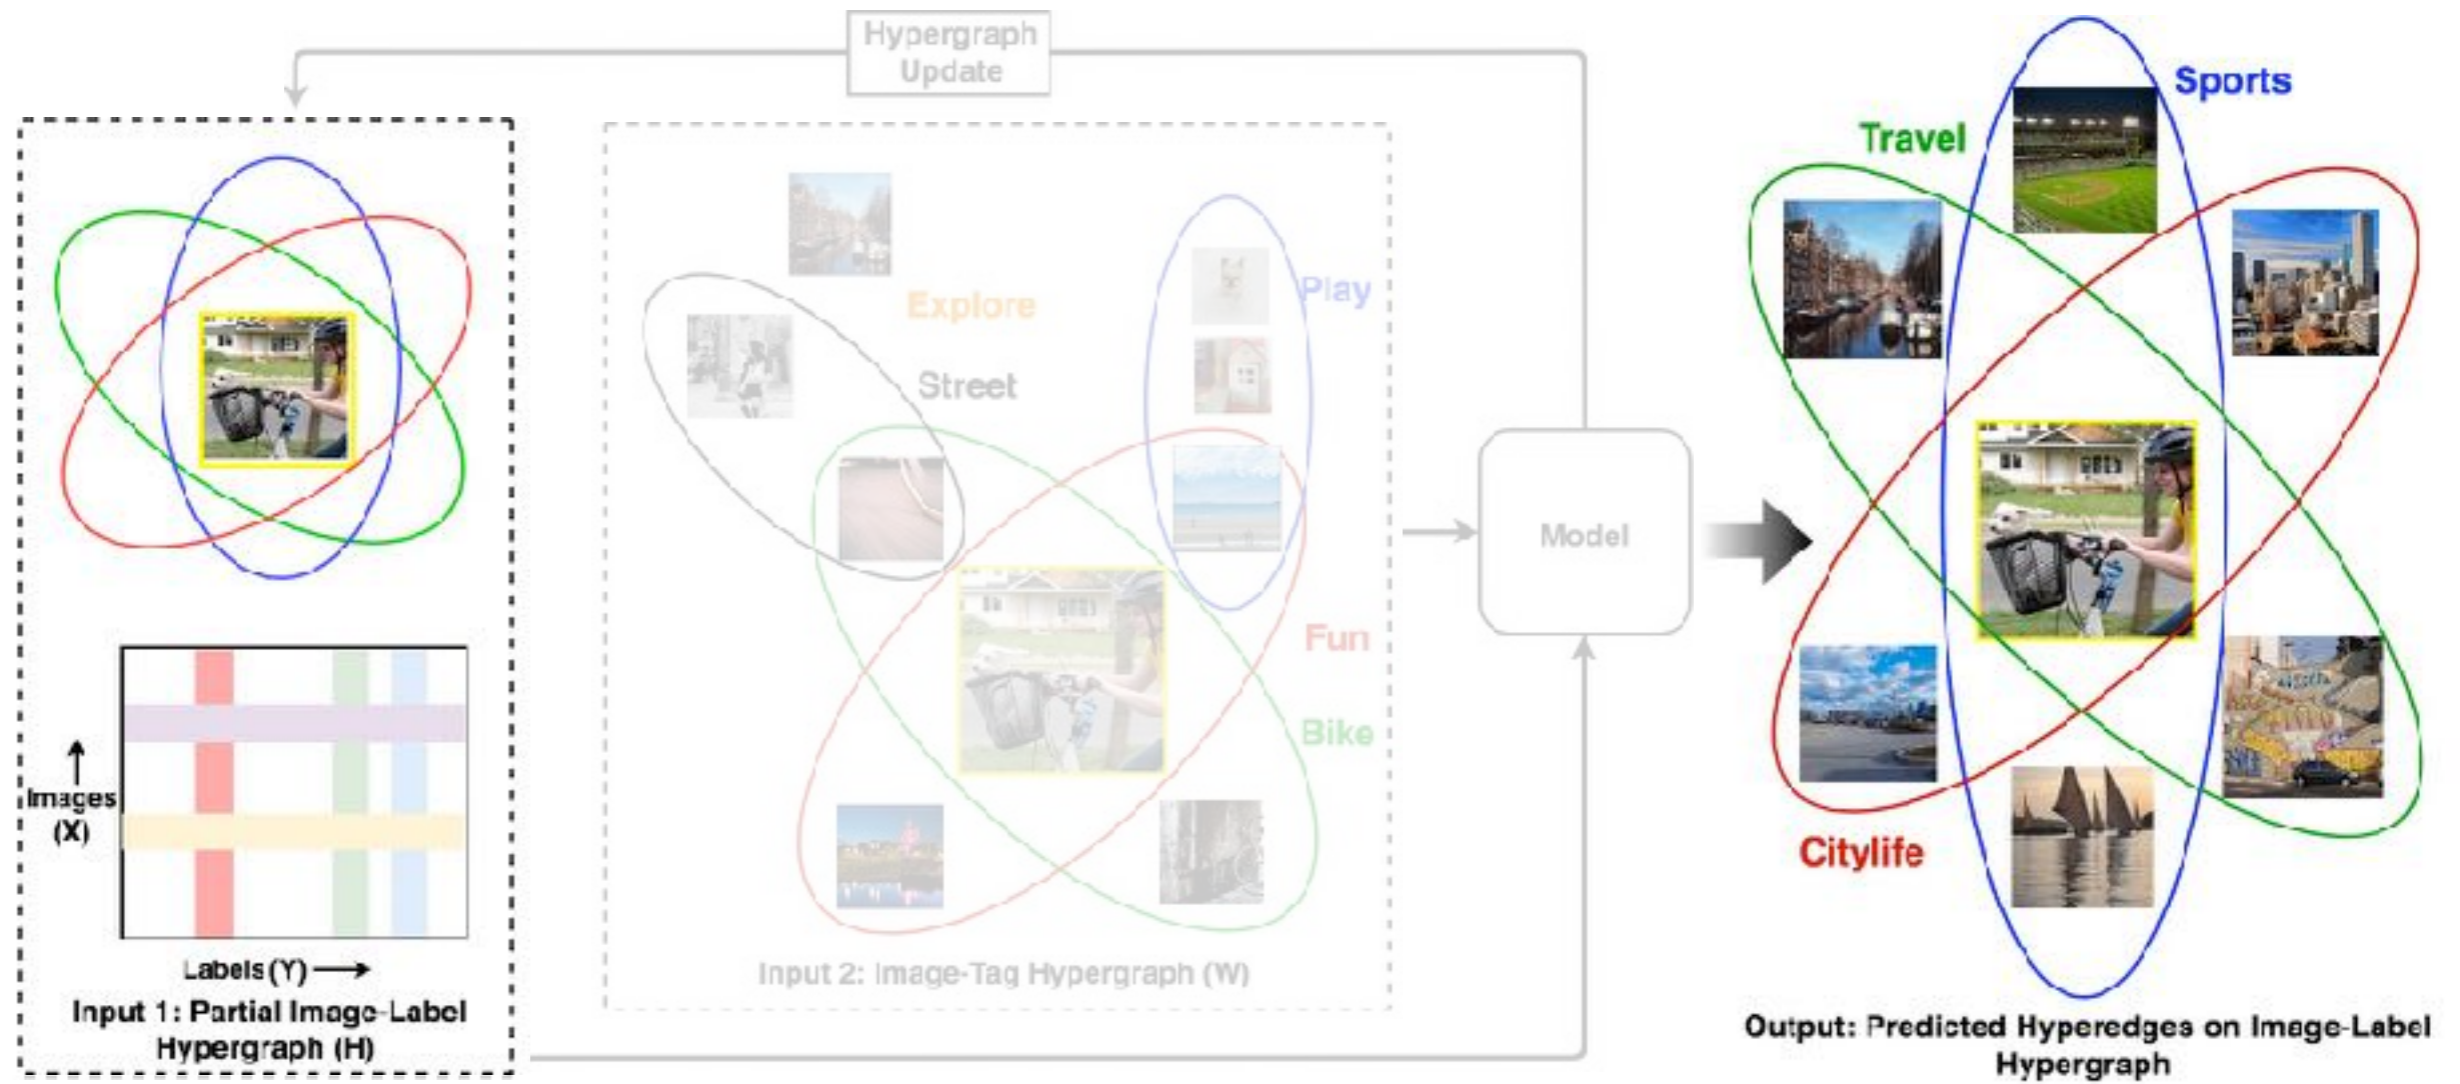 Hypergraph
Update
Sports
Travel
Explore
Play
Street
Model
Fun
Bike
Images
(X)
Labels (Y)
Input 1: Partial Image-Label
Hypergraph (H)
Input 2: Image-Tag Hypergraph (W)
Citylife
Output: Predicted Hyperedges on Image-Label
Hypergraph